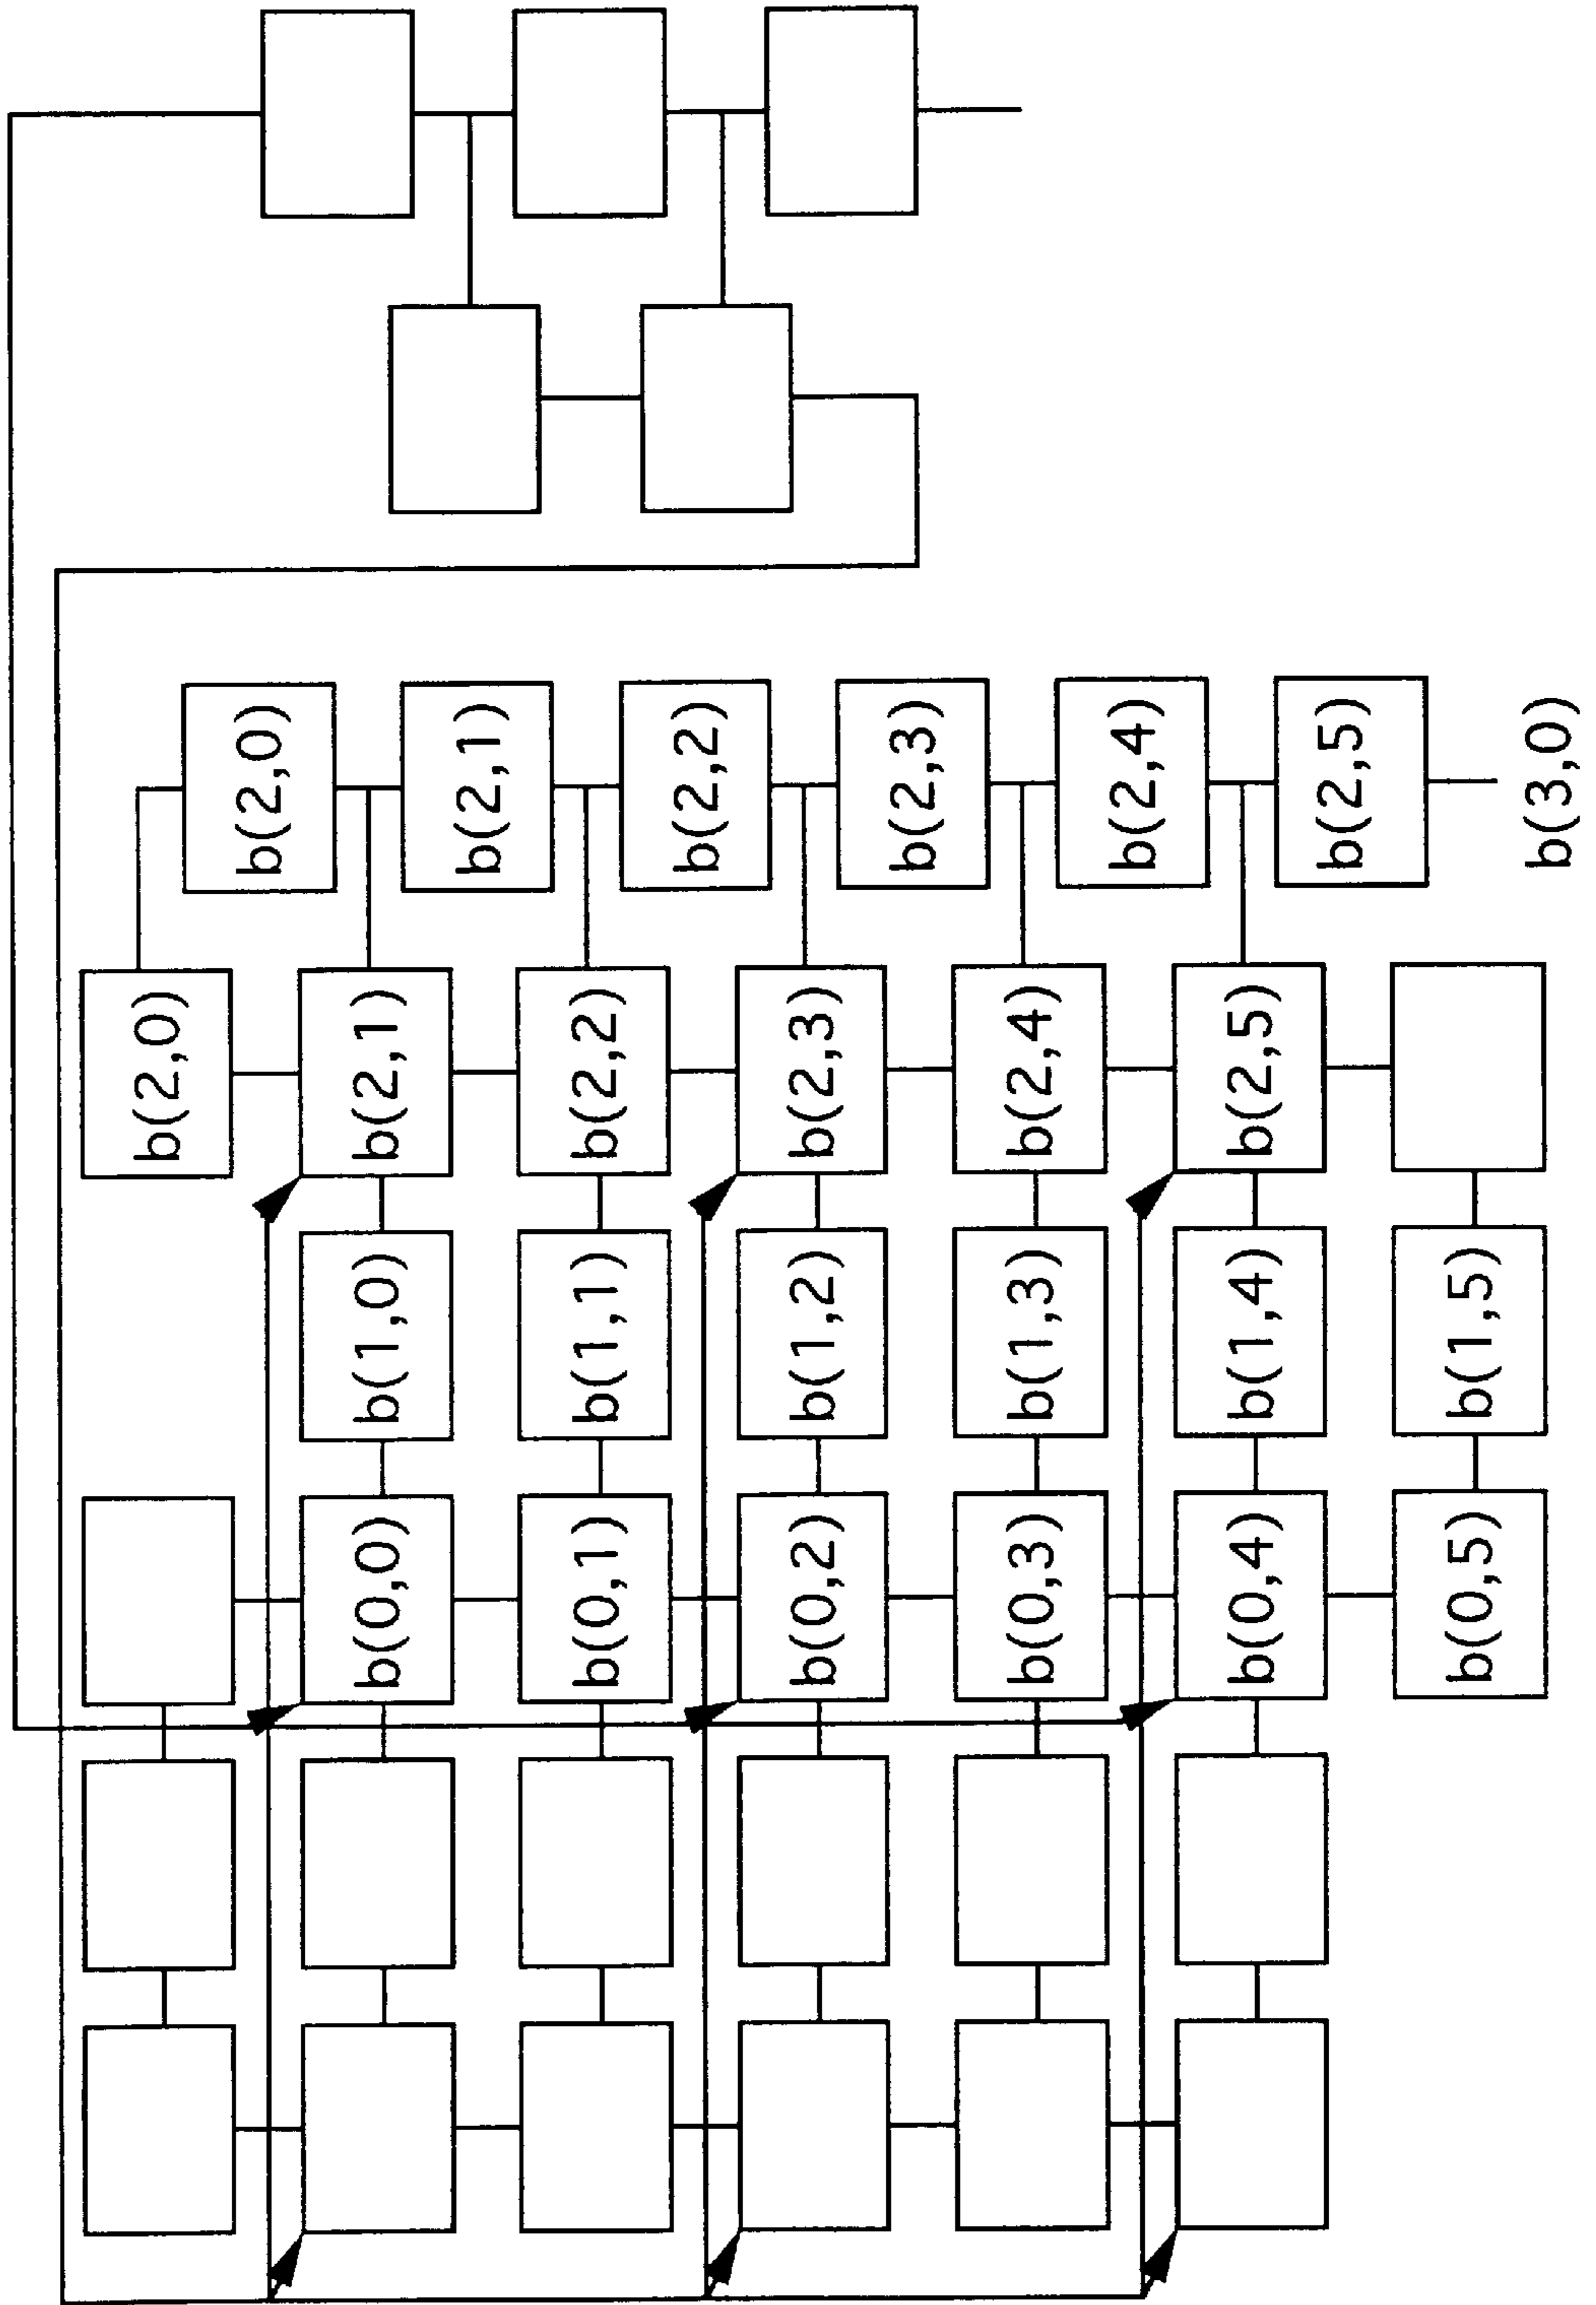 b(2,0)
b(2,0)
b(0,0) b(1,0) b(2,1)
b(2,1)
b(0,1) b(1,1) b(2,2)
b(2,2)
b(0,2) b(1,2) b(2,3)
b(2,3)
b(0,3) b(1,3) b(2,4)
b(2,4)
b(0,4) b(1,4) b(2,5)
b(2,5)
b(0,5) b(1,5)
b(3,0)